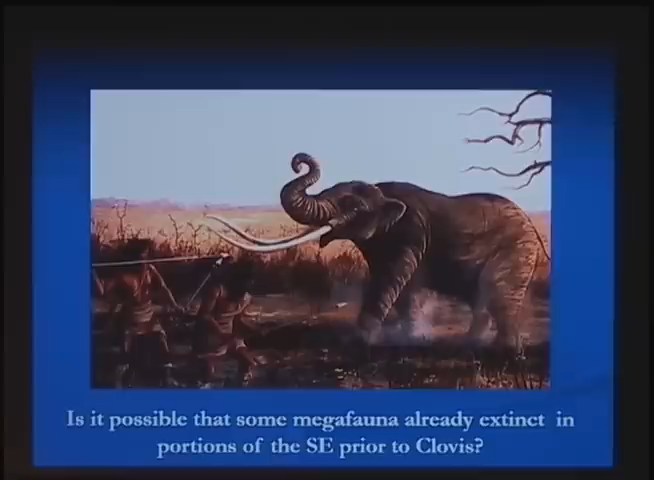 Is it possible that some megafauna already extinct in
portions of the SE prior to Clovis?